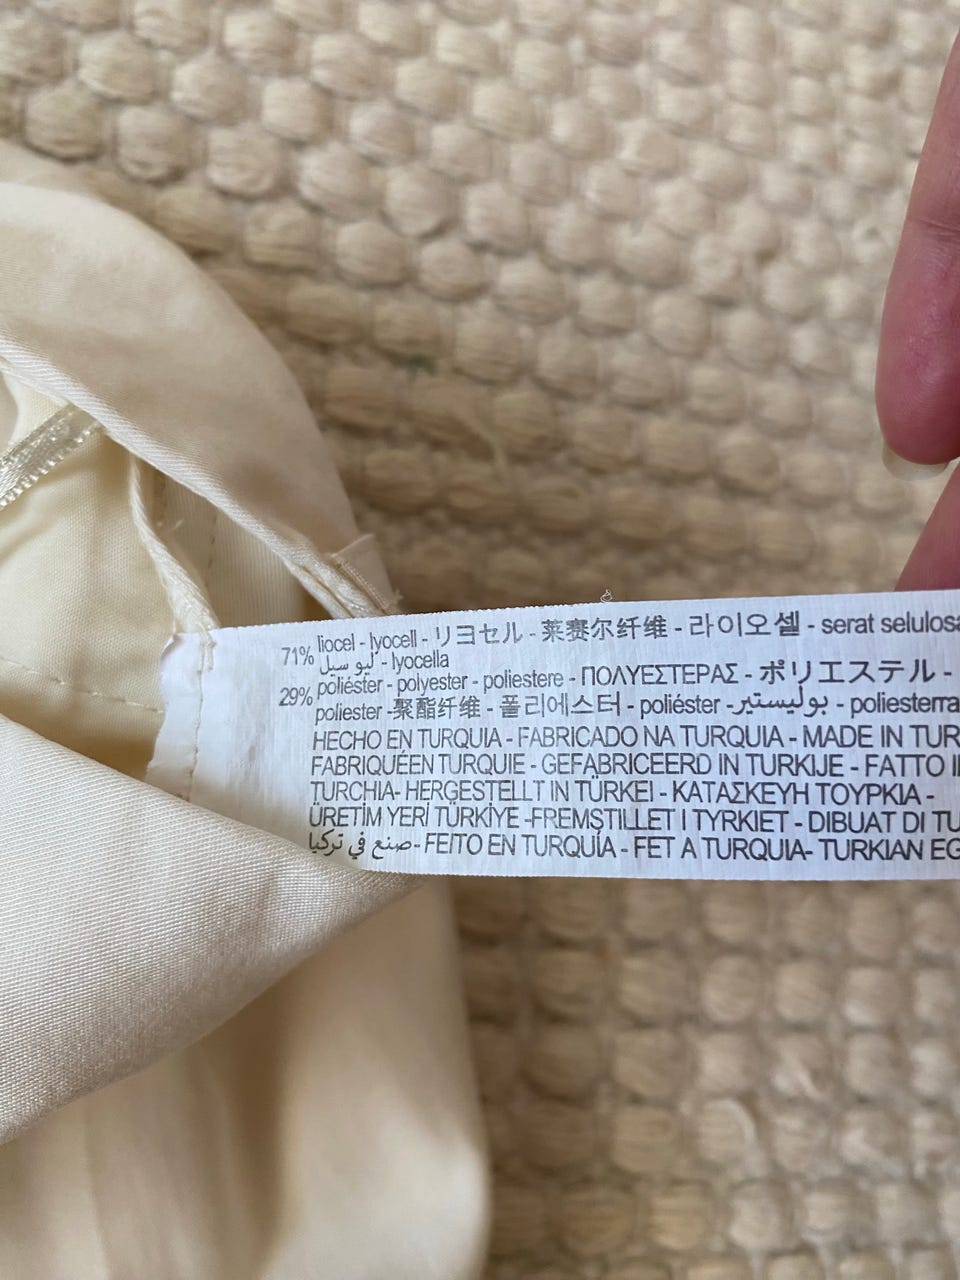 71% liocel - lyocell - リヨセル - 莱赛尔纤维 - 라이오셀 - serat
ليوسيل - lyocella
29% poliéster - polyester - poliestere - ΠΟΛΥΕΣΤΕΡΑΣ - ポリエステル -
poliester -聚酯纤维 - 폴리에스터 - poliéster -بوليستير - poliesterra
HECHO EN TURQUIA - FABRICADO NA TURQUIA - MADE IN
FABRIQUÉEN TURQUIE - GEFABRICEERD IN TURKIJE - FATTO
TURCHIA- HERGESTELLT IN TÜRKEI - ΚΑΤΑΣΚΕΥΗ ΤΟΥΡΚΙΑ -
ÜRETİM YERİ TÜRKİYE -FREMSTILLET I TYRKIET - DIBUAT DI
صنع في تركيا- FEITO EN TURQUÍA - FET A TURQUIA- TURKIAN